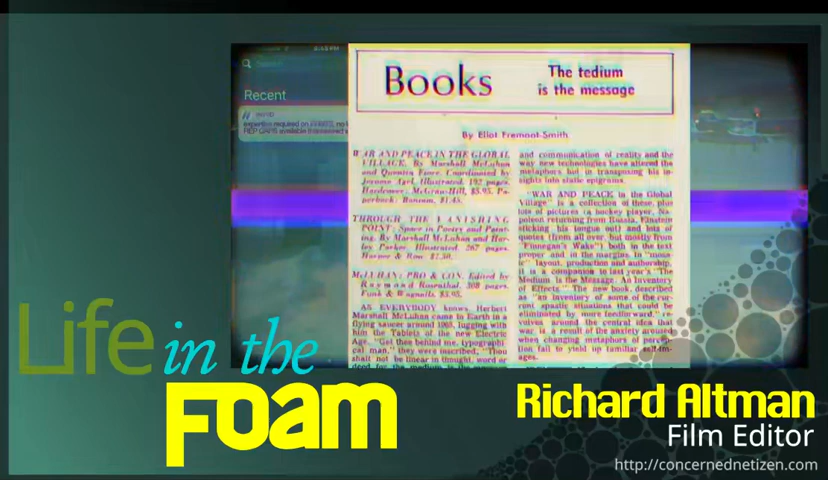 Recent
Books
The tedium
is the message
By Eliot Fremont-Smith
WAR AND PEACE IN THE GLOBAL
VILLAGE. By Marshall McLuhan
and Quentin Fiore. Coordinated by
Jerome Agel. Illustrated. 192 pages.
Hardcover: McGraw-Hill, $5.95. Pa-
perback: Bantam, $1.45.
THROUGH THE VANISHING
POINT: Space in Poetry and Paint-
ing. By Marshall McLuhan and Har-
ley Parker. Illustrated. 267 pages.
Harper & Row. $7.50.
McLUHAN: PRO & CON. Edited by
Raymond Rosenthal. 308 pages.
Funk & Wagnalls. $5.95.
AS EVERYBODY knows, Herbert
Marshall McLuhan came to Earth in a
flying saucer around 1965, lugging with
him the Tablets of the new Electric
Age. "Get thee behind me, typographi-
cal man," they were inscribed, "Thou
shalt not be linear in thought, word or
deed for the medium is the
and communication of reality and the
way new technologies have altered the
metaphors but in transposing his in-
sights into static epigrams.
"WAR AND PEACE in the Global
Village" is a collection of these, plus
lots of pictures (a hockey player, Na-
poleon returning from Russia, Einstein
sticking his tongue out) and lots of
quotes (from all over, but mostly from
"Finnegan's Wake") both in the text
proper and in the margins. In "mosa-
ic" layout, production and authorship,
it is a companion to last year's "The
Medium is the Massage: An Inventory
of Effects." The new book, described
as "an inventory of some of the cur-
rent spastic situations that could be
eliminated by more feedforward," re-
volves around the central idea that
war is a result of the anxiety aroused
when changing metaphors of percep-
tion fail to yield up familiar self-im-
ages.
Life in the
Foam
Richard Altman
Film Editor
http://concernednetizen.com